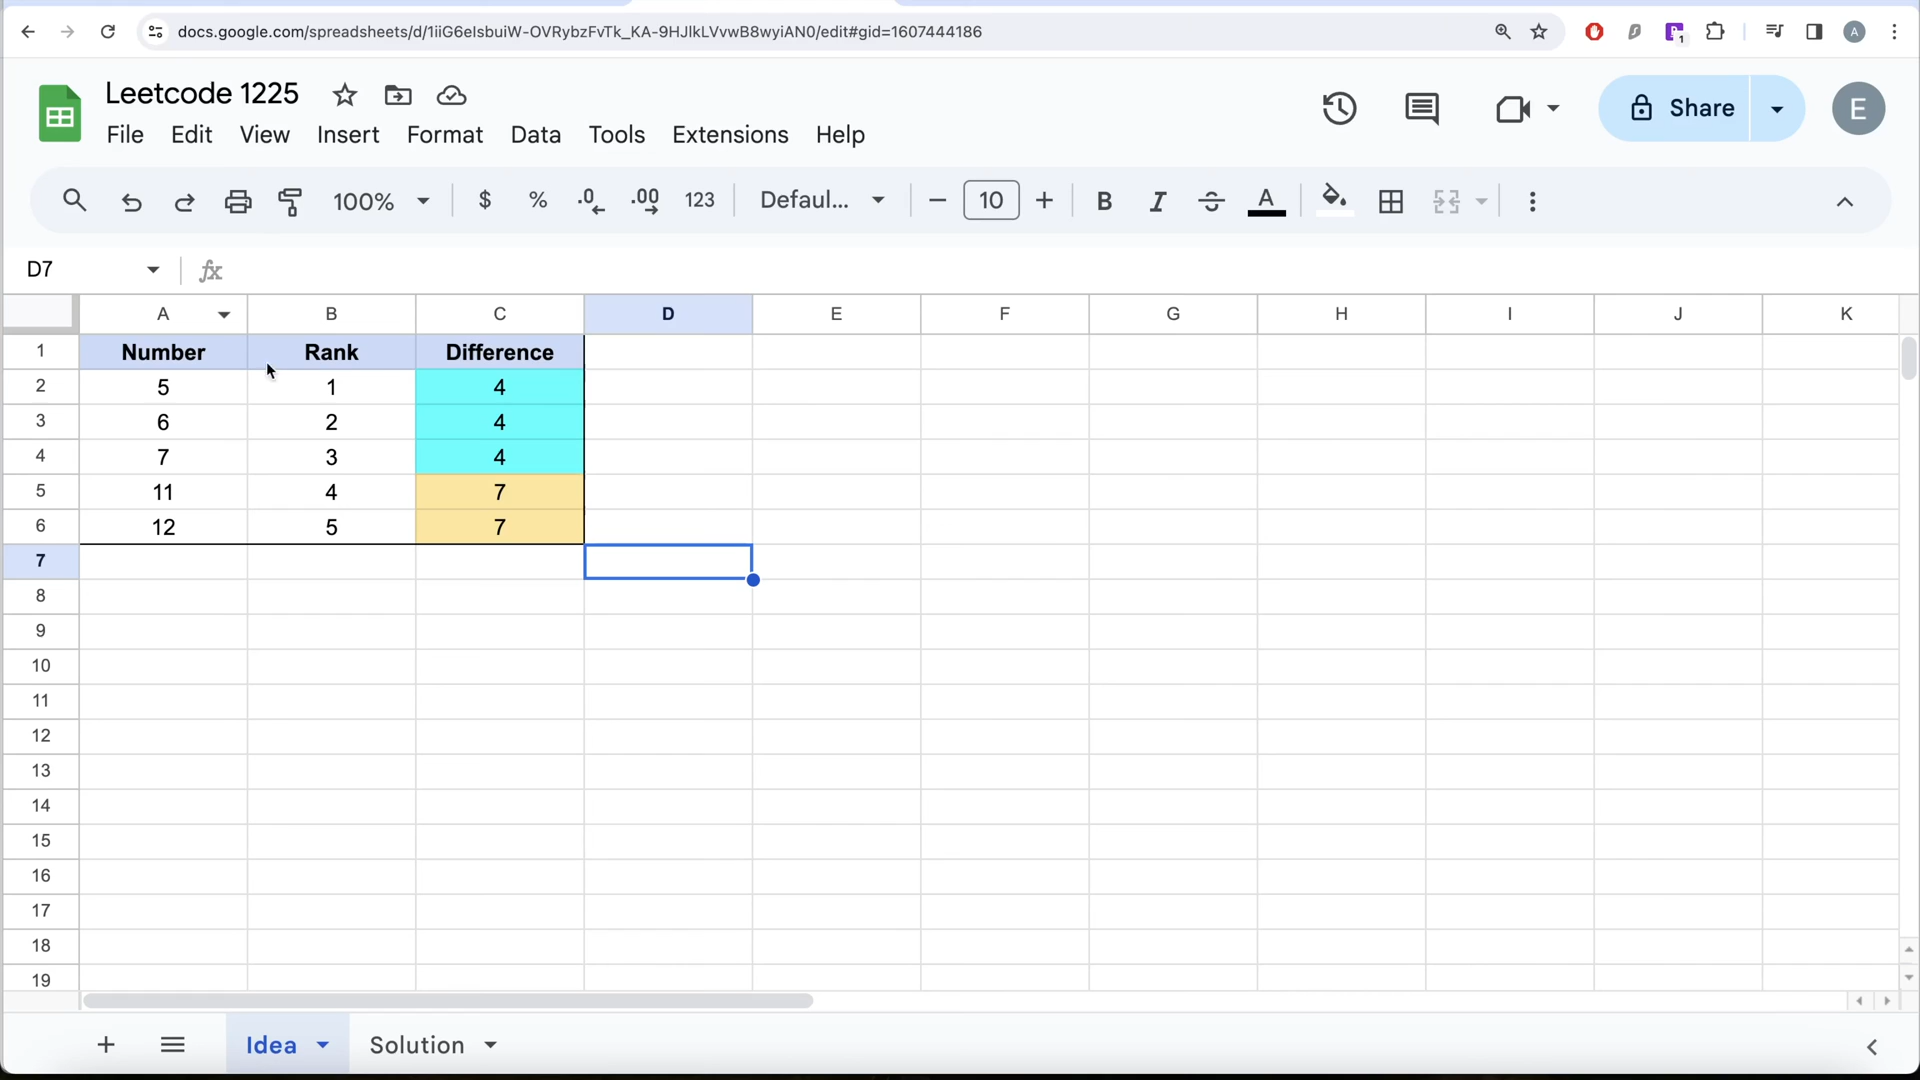 docs.google.com/spreadsheets/d/1iiG6elsbuiW-OVRybzFvTk_KA-9HJlkLVvwB8wyiAN0/edit#gid=1607444186
1
A
Leetcode 1225
Share
E
File Edit View Insert Format Data Tools Extensions Help
100% $ % .0 .00 123 Defaul... 10 B I S A
D7 fx
A B C D E F G H I J K
1 Number Rank Difference
2 5 1 4
3 6 2 4
4 7 3 4
5 11 4 7
6 12 5 7
7
8
9
10
11
12
13
14
15
16
17
18
19
Idea Solution